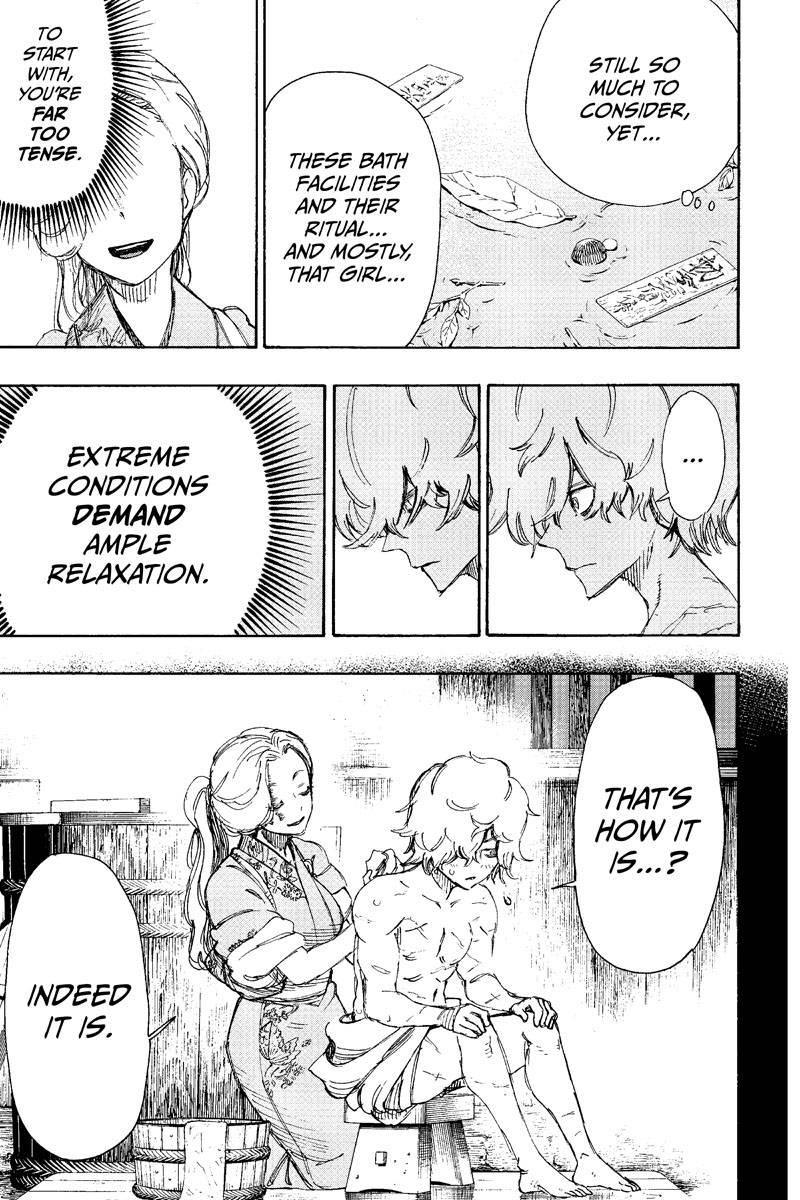 STILL SO
MUCH TO
CONSIDER,
YET...
THESE BATH
FACILITIES
AND THEIR
RITUAL...
AND MOSTLY,
THAT GIRL...
TO
START
WITH,
YOU'RE
FAR
TOO
TENSE.
...
EXTREME
CONDITIONS
DEMAND
AMPLE
RELAXATION.
THAT'S
HOW IT
IS...?
INDEED
IT IS.